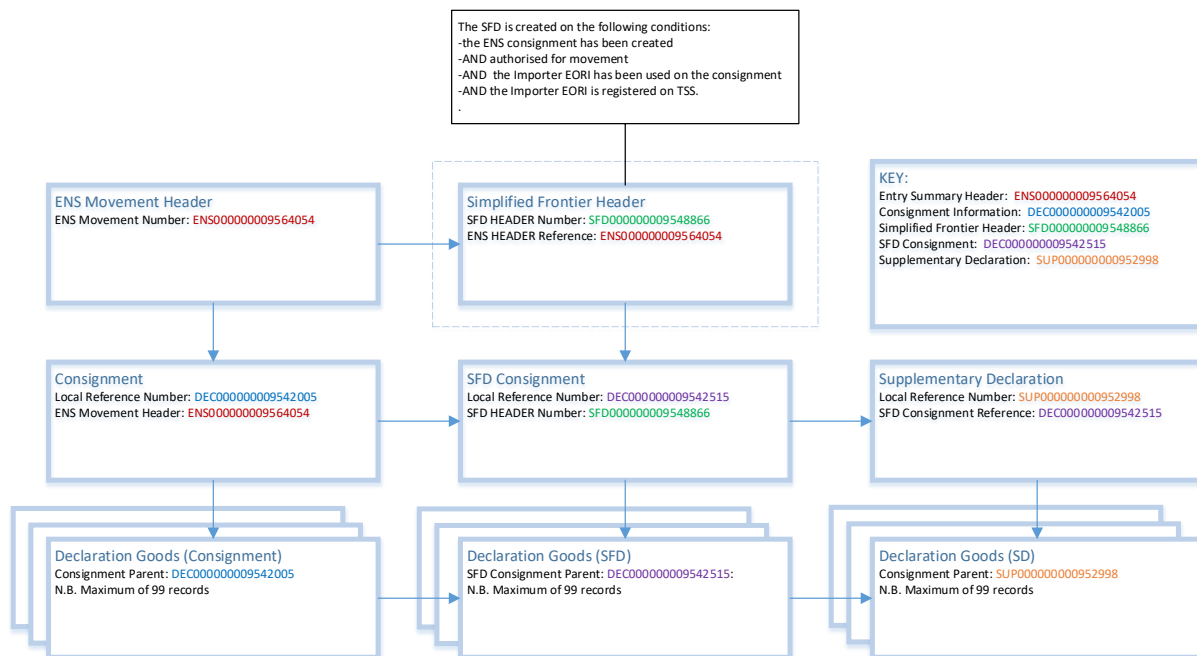 The SFD is created on the following conditions:
-the ENS consignment has been created
-AND authorised for movement
-AND  the Importer EORI has been used on the consignment
-AND the Importer EORI is registered on TSS.
.
ENS Movement Header
ENS Movement Number: ENS000000009564054
Simplified Frontier Header
SFD HEADER Number: SFD000000009548866
ENS HEADER Reference: ENS000000009564054
KEY:
Entry Summary Header:  ENS000000009564054
Consignment Information: DEC000000009542005
Simplified Frontier Header: SFD000000009548866
SFD Consignment:  DEC000000009542515
Supplementary Declaration:  SUP000000000952998
Consignment
Local Reference Number: DEC000000009542005
ENS Movement Header: ENS000000009564054
SFD Consignment
Local Reference Number: DEC000000009542515
SFD HEADER Number: SFD000000009548866
Supplementary Declaration
Local Reference Number: SUP000000000952998
SFD Consignment Reference: DEC000000009542515
Declaration Goods (Consignment)
Consignment Parent: DEC000000009542005
N.B. Maximum of 99 records
Declaration Goods (SFD)
SFD Consignment Parent: DEC000000009542515:
N.B. Maximum of 99 records
Declaration Goods (SD)
Consignment Parent: SUP000000000952998
N.B. Maximum of 99 records